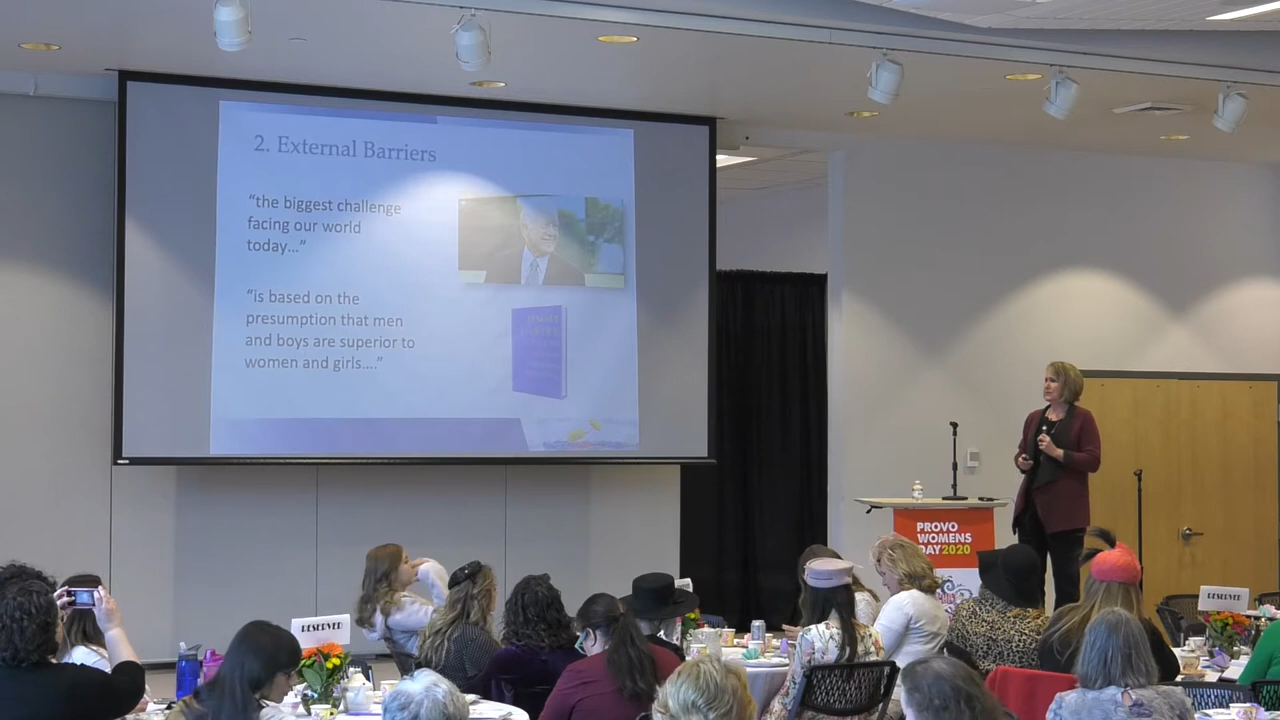 2. External Barriers
“the biggest challenge
facing our world
today...”
“is based on the
presumption that men
and boys are superior to
women and girls....”
PROVO
WOMENS
DAY2020
RESERVED
RESERVED